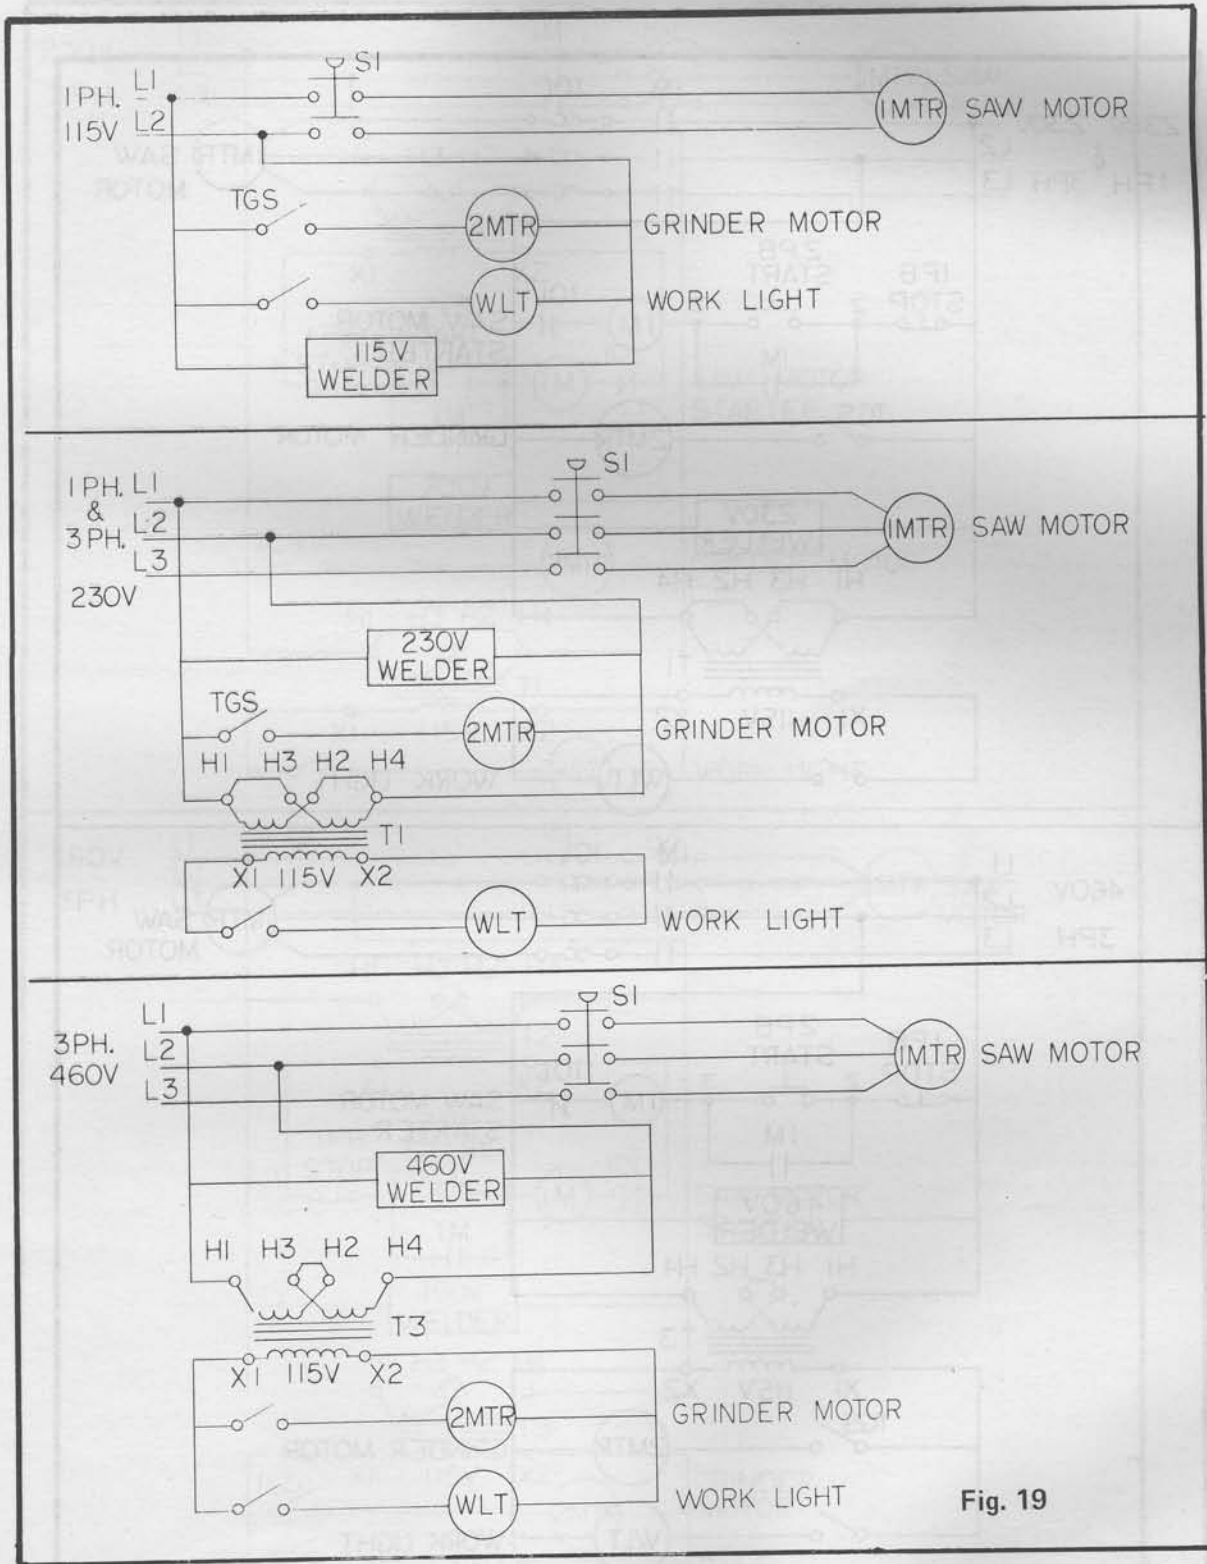 S1
1PH. L1
115V L2
1MTR SAW MOTOR
TGS
2MTR GRINDER MOTOR
WLT WORK LIGHT
115V
WELDER
S1
1PH. L1
&
3PH. L2
L3
230V
1MTR SAW MOTOR
230V
WELDER
TGS
2MTR GRINDER MOTOR
H1 H3 H2 H4
T1
X1 115V X2
WLT WORK LIGHT
S1
L1
3PH. L2
460V
L3
1MTR SAW MOTOR
460V
WELDER
H1 H3 H2 H4
T3
X1 115V X2
2MTR GRINDER MOTOR
WLT WORK LIGHT
Fig. 19